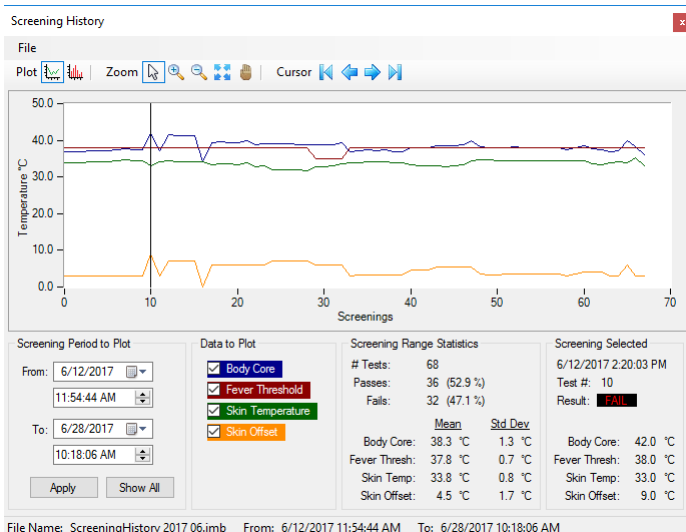 Screening History
x
File
Plot Zoom Cursor
50.0
40.0
30.0
20.0
10.0
0.0
Temperature °C
0 10 20 30 40 50 60 70
Screenings
Screening Period to Plot
From: 6/12/2017
11:54:44 AM
To: 6/28/2017
10:18:06 AM
Apply Show All
Data to Plot
Body Core
Fever Threshold
Skin Temperature
Skin Offset
Screening Range Statistics
# Tests: 68
Passes: 36 (52.9 %)
Fails: 32 (47.1 %)
Mean Std Dev
Body Core: 38.3 °C 1.3 °C
Fever Thresh: 37.8 °C 0.7 °C
Skin Temp: 33.8 °C 0.8 °C
Skin Offset: 4.5 °C 1.7 °C
Screening Selected
6/12/2017 2:20:03 PM
Test #: 10
Result: FAIL
Body Core: 42.0 °C
Fever Thresh: 38.0 °C
Skin Temp: 33.0 °C
Skin Offset: 9.0 °C
File Name: ScreeningHistory 2017 06.imb From: 6/12/2017 11:54:44 AM To: 6/28/2017 10:18:06 AM